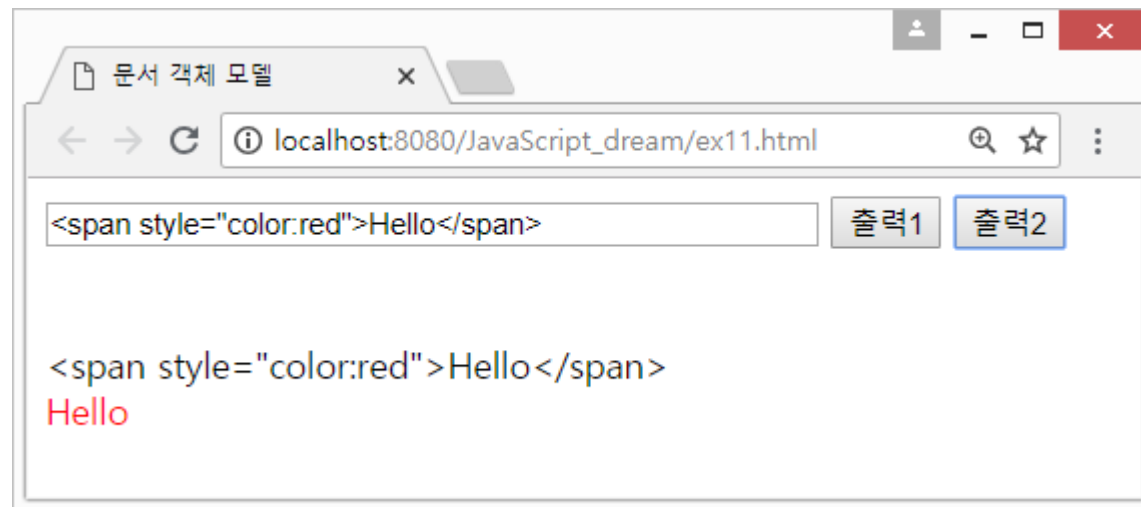 문서 객체 모델
localhost:8080/JavaScript_dream/ex11.html
<span style="color:red">Hello</span> 출력1 출력2
<span style="color:red">Hello</span>
Hello